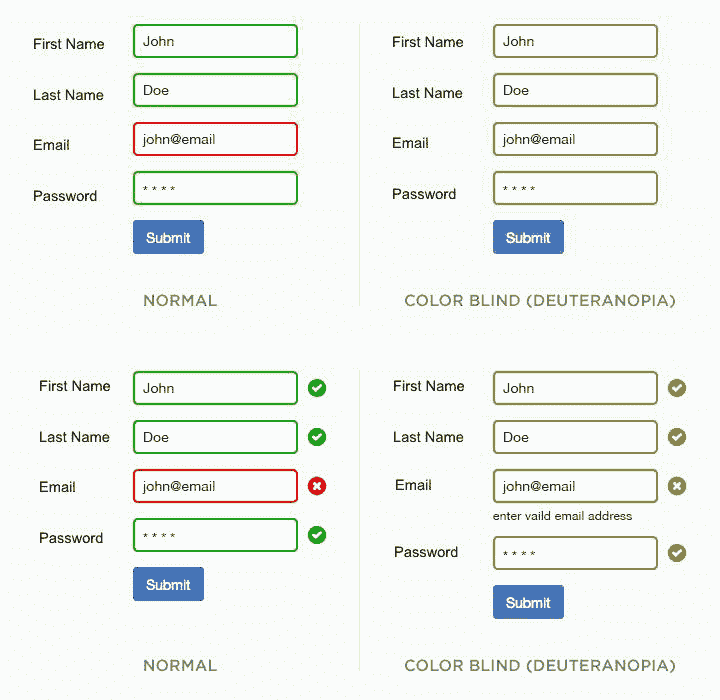 First Name John
Last Name Doe
Email john@email
Password * * * *
Submit
NORMAL
First Name John
Last Name Doe
Email john@email
Password * * * *
Submit
COLOR BLIND (DEUTERANOPIA)
First Name John
Last Name Doe
Email john@email
Password * * * *
Submit
NORMAL
First Name John
Last Name Doe
Email john@email
enter vaild email address
Password * * * *
Submit
COLOR BLIND (DEUTERANOPIA)